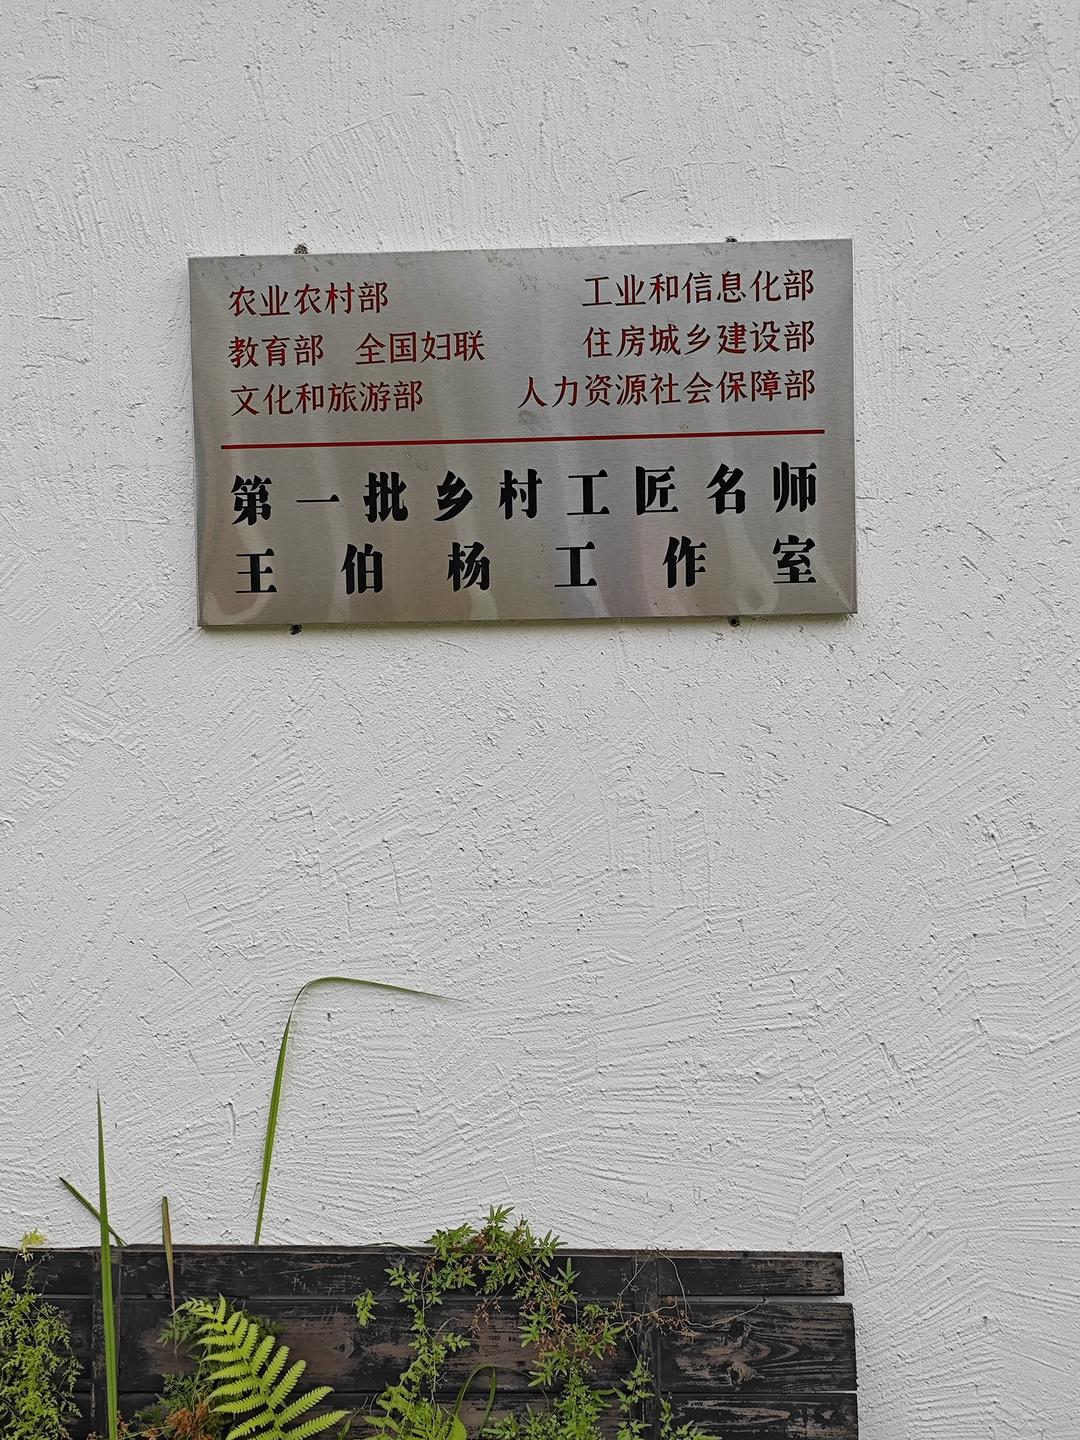 农业农村部 工业和信息化部
教育部 全国妇联 住房城乡建设部
文化和旅游部 人力资源社会保障部
第一批乡村工匠名师
王伯杨工作室